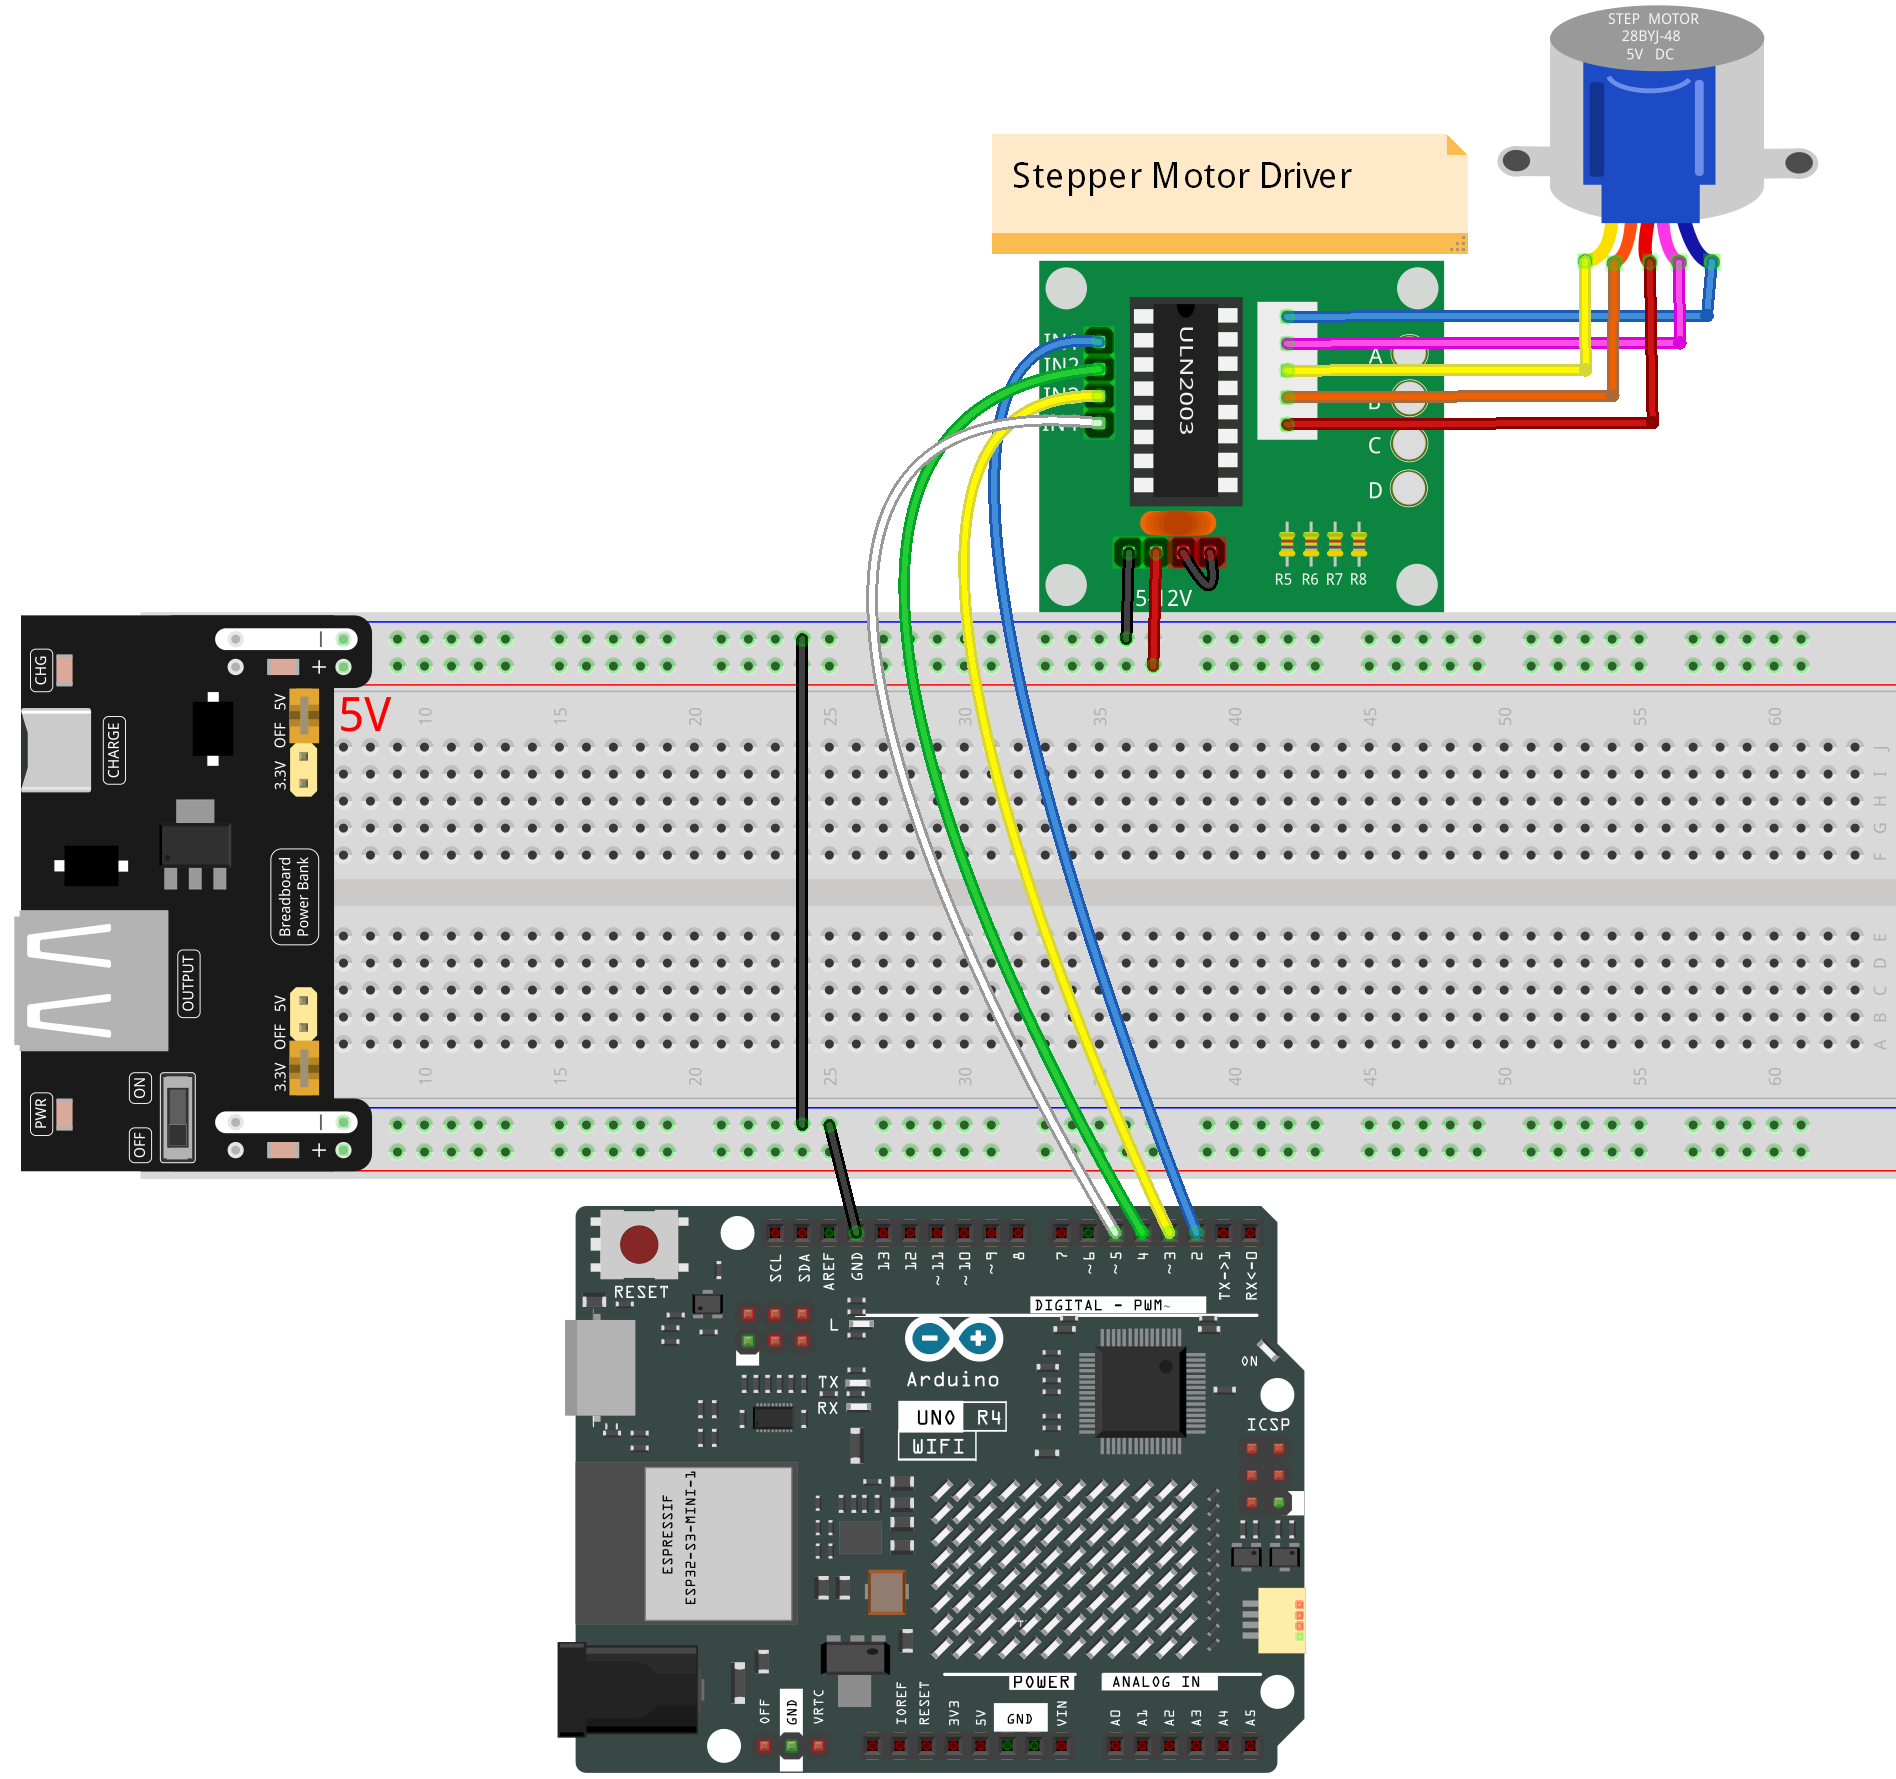 STEP MOTOR
28BYJ-48
5V DC
Stepper Motor Driver
IN1
IN2
IN3
IN4
ULN2003
A
B
C
D
R5 R6 R7 R8
5-12V
CHG
CHARGE
5V
OFF
3.3V
5V
Breadboard
Power Bank
OUTPUT
5V
OFF
3.3V
ON
OFF
PWR
− +
− +
10 15 20 25 30 35 40 45 50 55 60
J
I
H
G
F
E
D
C
B
A
10 15 20 25 30 40 45 50 55 60
RESET
SCL
SDA
AREF
GND
13
12
~11
~10
~9
8
7
~6
~5
4
~3
2
TX->1
RX<-0
DIGITAL - PWM~
L
TX
RX
Arduino
UNO R4
WIFI
ON
ICSP
ESPRESSIF
ESP32-S3-MINI-1
POWER
ANALOG IN
OFF
GND
VRTC
IOREF
RESET
3V3
5V
GND
VIN
A0
A1
A2
A3
A4
A5